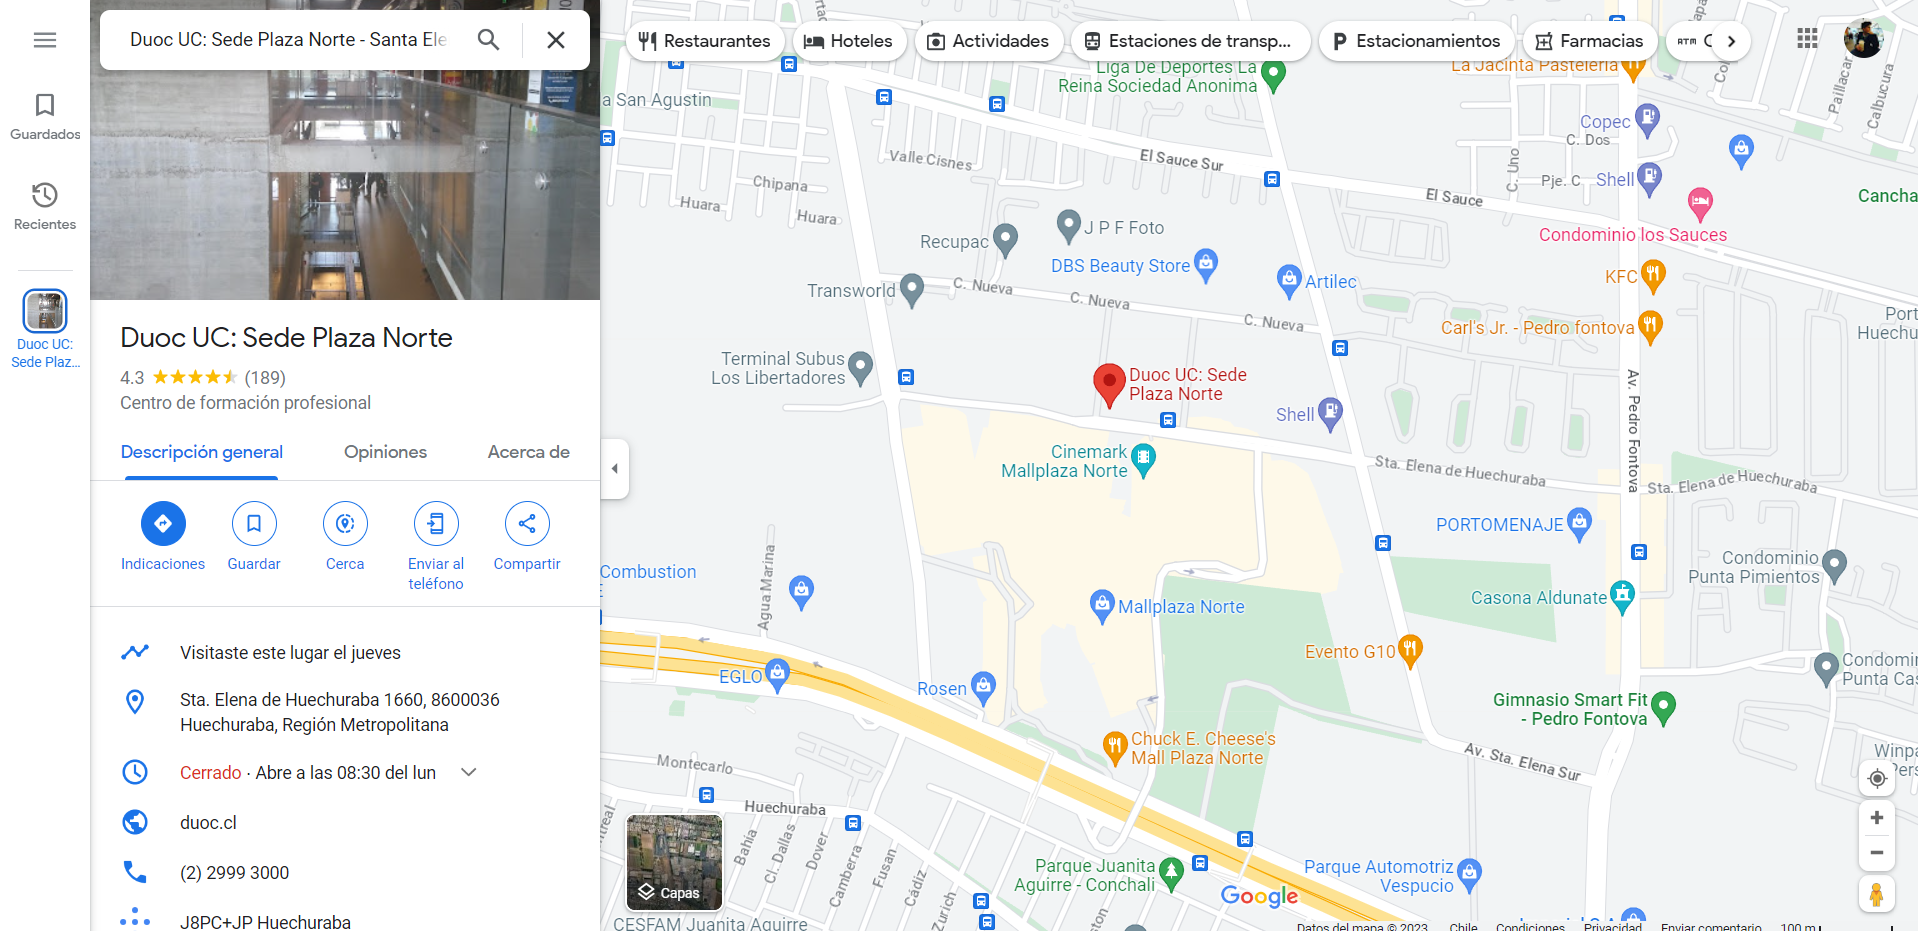 Duoc UC: Sede Plaza Norte - Santa Ele
Guardados
Recientes
Duoc UC:
Sede Plaz...
Duoc UC: Sede Plaza Norte
4.3
(189)
Centro de formación profesional
Descripción general
Opiniones
Acerca de
Indicaciones
Guardar
Cerca
Enviar al
teléfono
Compartir
Visitaste este lugar el jueves
Sta. Elena de Huechuraba 1660, 8600036
Huechuraba, Región Metropolitana
Cerrado · Abre a las 08:30 del lun
duoc.cl
(2) 2999 3000
J8PC+JP Huechuraba
Restaurantes
Hoteles
Actividades
Estaciones de transp...
Estacionamientos
Farmacias
ATM
Liga De Deportes La
Reina Sociedad Anonima
La Jacinta Pastelería
a San Agustin
Copec
C. Dos
C. Uno
Paillacar
Calbucura
Valle Cisnes
El Sauce Sur
Chipana
Huara
Huara
El Sauce
Pje. C
Shell
Cancha
Recupac
J P F Foto
Condominio los Sauces
DBS Beauty Store
Artilec
KFC
Transworld
C. Nueva
C. Nueva
C. Nueva
Carl's Jr. - Pedro fontova
Port
Huechu
Terminal Subus
Los Libertadores
Duoc UC: Sede
Plaza Norte
Shell
Av. Pedro Fontova
Cinemark
Mallplaza Norte
Sta. Elena de Huechuraba
Sta. Elena de Huechuraba
PORTOMENAJE
Combustion
E
Agua Marina
Condominio
Punta Pimientos
Casona Aldunate
Mallplaza Norte
Evento G10
EGLO
Rosen
Condomin
Punta Cas
Gimnasio Smart Fit
- Pedro Fontova
Chuck E. Cheese's
Mall Plaza Norte
Av. Sta. Elena Sur
Winpa
Pers
Montecarlo
Huechuraba
Bahía
Cl. Dallas
Dover
Camberra
Fusan
Cádiz
Zurich
Capas
Parque Juanita
Aguirre - Conchalí
Parque Automotriz
Vespucio
Google
CESFAM Juanita Aguirre
Datos del mapa © 2023
Chile
Condiciones
Privacidad
Enviar comentario
100 m